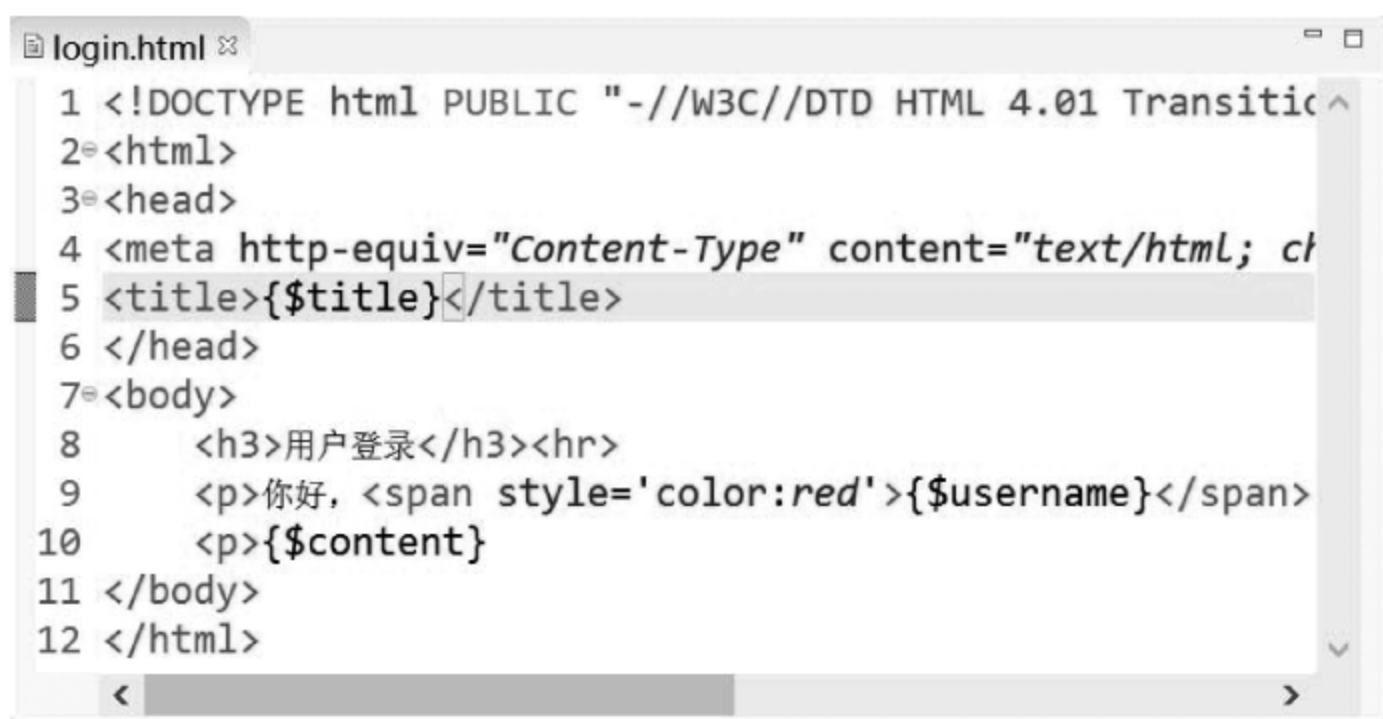 login.html
1 <!DOCTYPE html PUBLIC "-//W3C//DTD HTML 4.01 Transitio
2 <html>
3 <head>
4 <meta http-equiv="Content-Type" content="text/html; ch
5 <title>{$title}</title>
6 </head>
7 <body>
8 <h3>用户登录</h3><hr>
9 <p>你好，<span style='color:red'>{$username}</span>
10 <p>{$content}
11 </body>
12 </html>